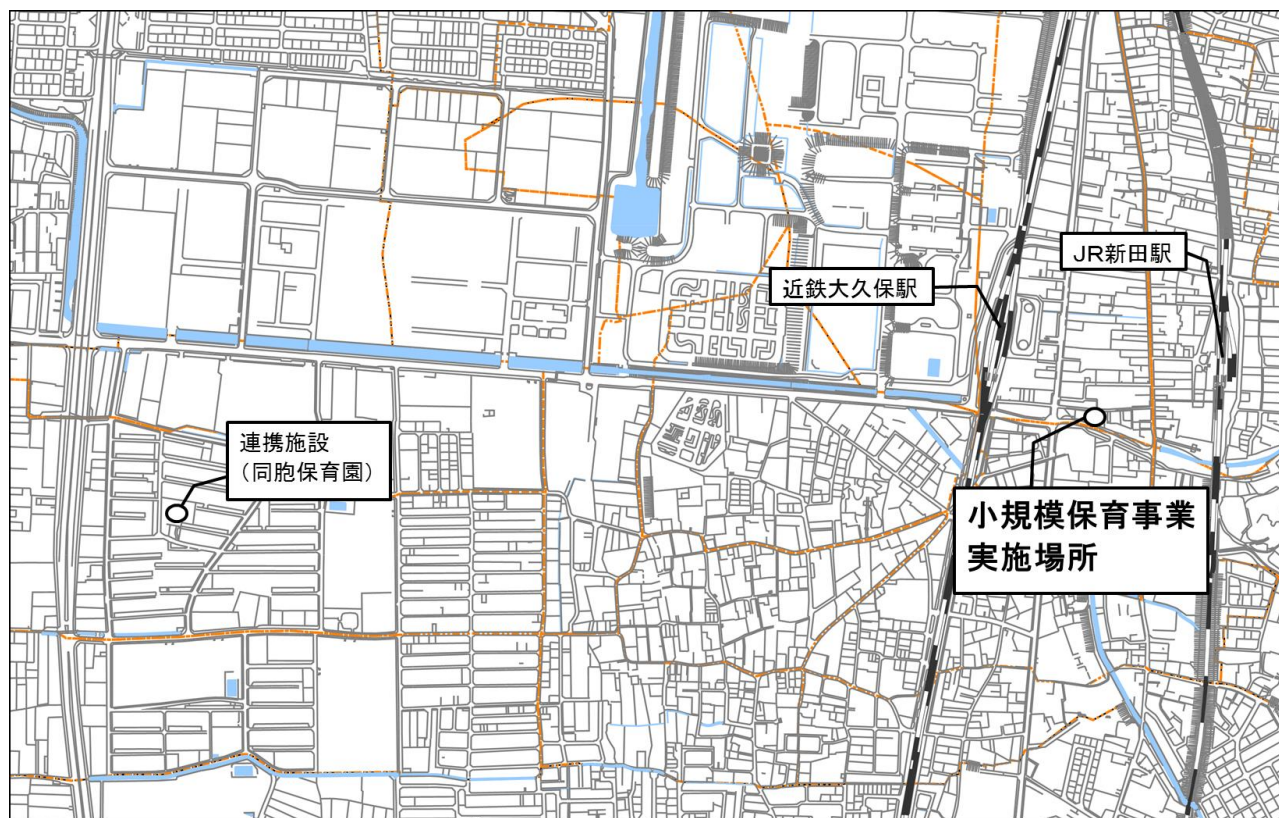 JR新田駅
近鉄大久保駅
連携施設
（同胞保育園）
小規模保育事業
実施場所